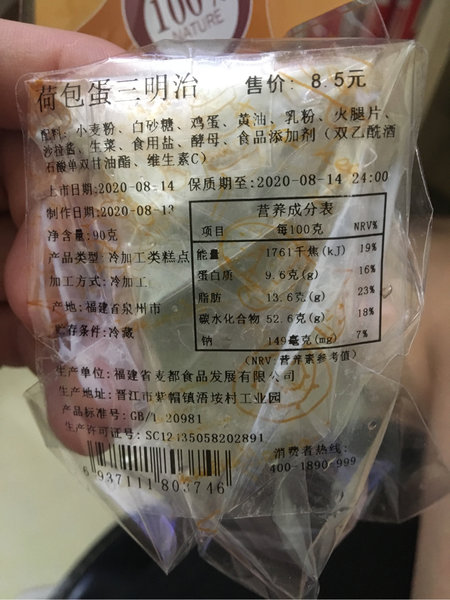 100%
NATURE
荷包蛋三明治 售价: 8.5元
配料: 小麦粉、白砂糖、鸡蛋、黄油、乳粉、火腿片、
沙拉酱、生菜、食用盐、酵母、食品添加剂（双乙酰酒
石酸单双甘油酯、维生素C）
上市日期:2020-08-14 保质期至:2020-08-14 24:00
制作日期:2020-08-13
净含量:90克
产品类型: 冷加工类糕点
加工方式: 冷加工
产地: 福建省泉州市
贮存条件: 冷藏
营养成分表
项目 每100克 NRV%
能量 1761千焦(kJ) 19%
蛋白质 9.6克(g) 16%
脂肪 13.6克(g) 23%
碳水化合物 52.6克(g) 18%
钠 149毫克(mg) 7%
(NRV:营养素参考值)
生产单位: 福建省麦都食品发展有限公司
生产地址: 晋江市紫帽镇浯垵村工业园
产品标准号: GB/T 20981
生产许可证号: SC12435058202891
消费者热线:
400-1890-999
6 937111 803746